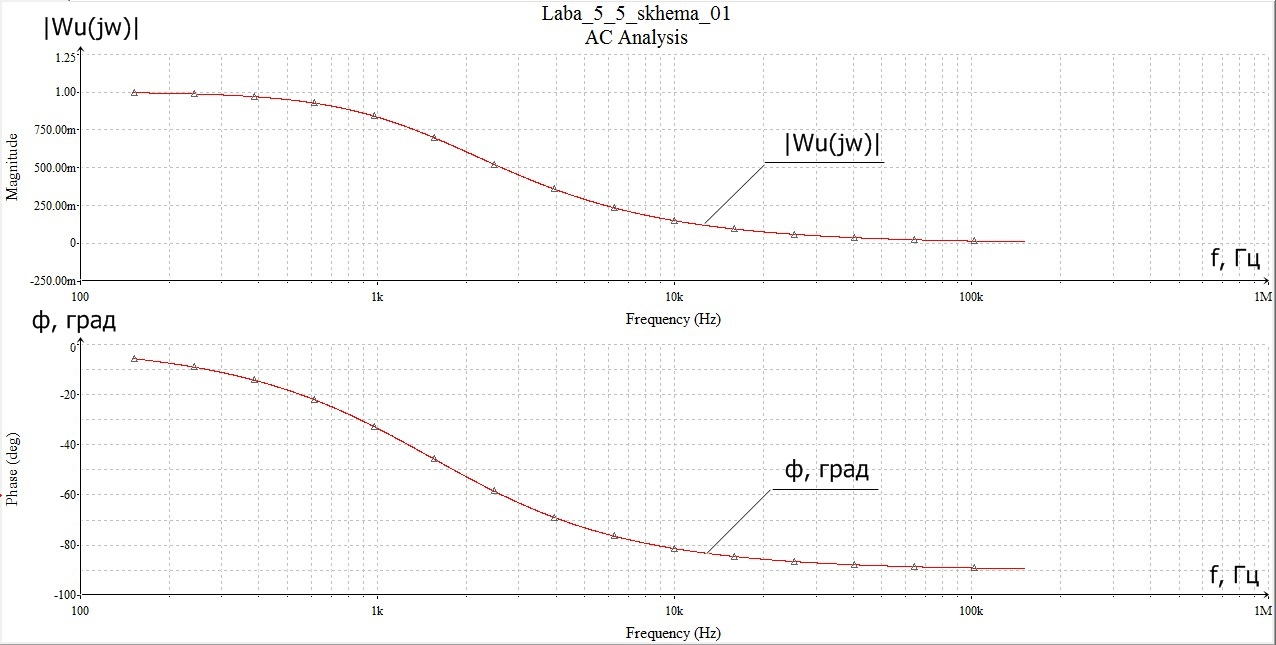 Laba_5_5_skhema_01
AC Analysis
|Wu(jw)|
1.25
1.00
750.00m
500.00m
250.00m
0
-250.00m
Magnitude
|Wu(jw)|
f, Гц
100 1k 10k 100k 1M
Frequency (Hz)
ф, град
0
-20
-40
-60
-80
-100
Phase (deg)
ф, град
f, Гц
100 1k 10k 100k 1M
Frequency (Hz)